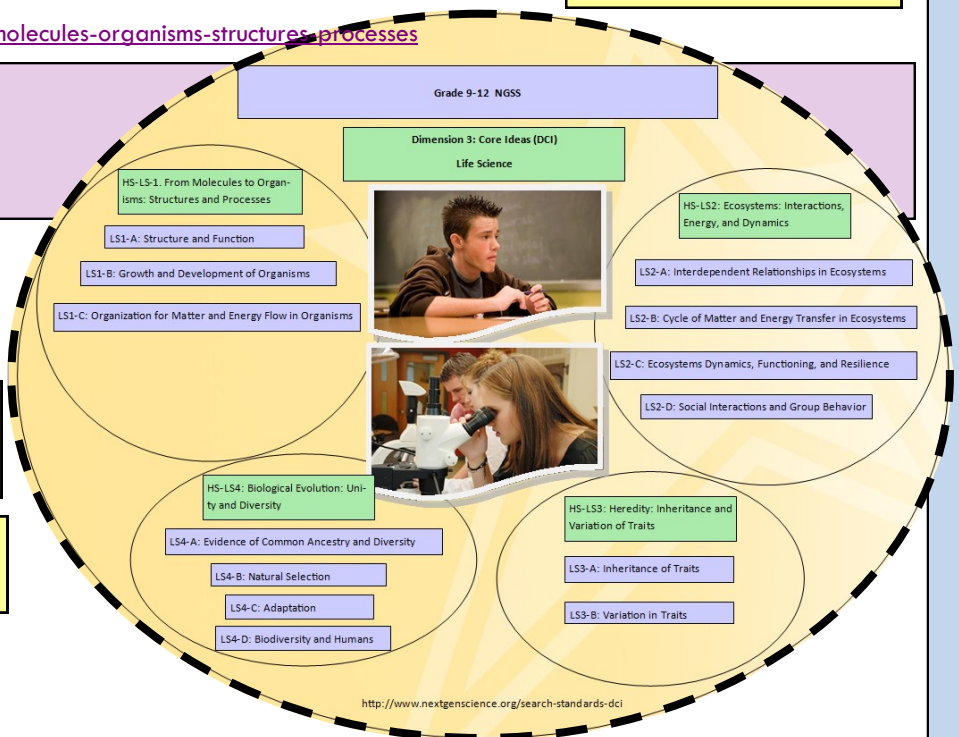 molecules-organisms-structures-processes
Grade 9-12 NGSS
Dimension 3: Core Ideas (DCI)
Life Science
HS-LS-1. From Molecules to Organ-
isms: Structures and Processes
LS1-A: Structure and Function
LS1-B: Growth and Development of Organisms
LS1-C: Organization for Matter and Energy Flow in Organisms
HS-LS2: Ecosystems: Interactions,
Energy, and Dynamics
LS2-A: Interdependent Relationships in Ecosystems
LS2-B: Cycle of Matter and Energy Transfer in Ecosystems
LS2-C: Ecosystems Dynamics, Functioning, and Resilience
LS2-D: Social Interactions and Group Behavior
HS-LS4: Biological Evolution: Uni-
ty and Diversity
LS4-A: Evidence of Common Ancestry and Diversity
LS4-B: Natural Selection
LS4-C: Adaptation
LS4-D: Biodiversity and Humans
HS-LS3: Heredity: Inheritance and
Variation of Traits
LS3-A: Inheritance of Traits
LS3-B: Variation in Traits
http://www.nextgenscience.org/search-standards-dci